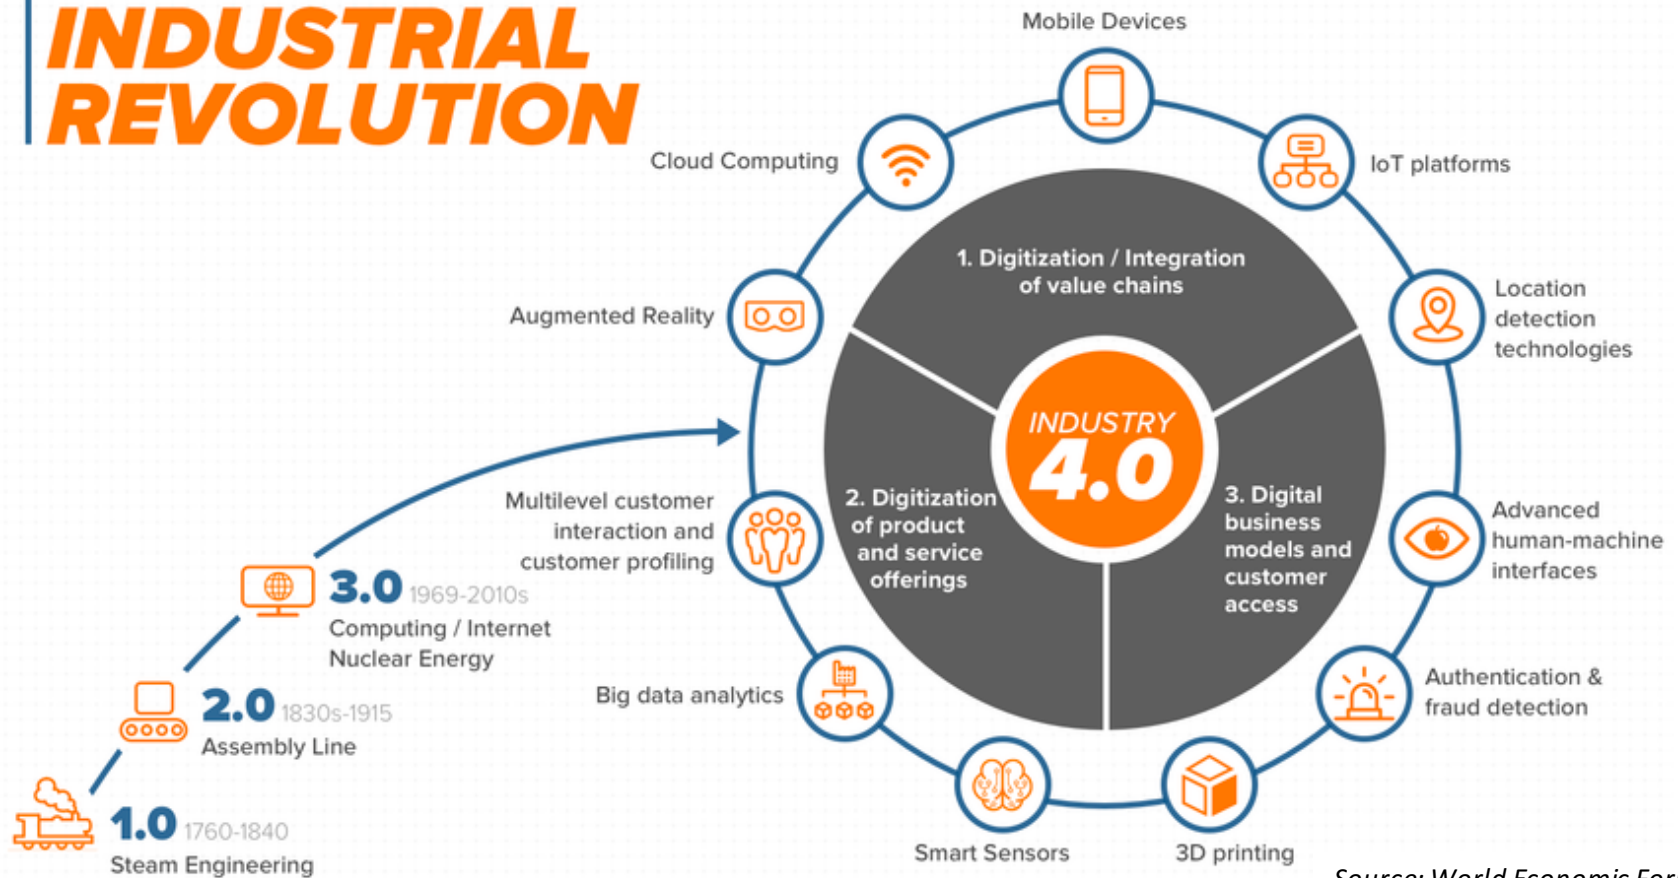 INDUSTRIAL
REVOLUTION
Mobile Devices
Cloud Computing
IoT platforms
Augmented Reality
Location
detection
technologies
1. Digitization / Integration
of value chains
INDUSTRY
4.0
2. Digitization
of product
and service
offerings
3. Digital
business
models and
customer
access
Multilevel customer
interaction and
customer profiling
Advanced
human-machine
interfaces
Big data analytics
Authentication &
fraud detection
Smart Sensors
3D printing
3.0 1969-2010s
Computing / Internet
Nuclear Energy
2.0 1830s-1915
Assembly Line
1.0 1760-1840
Steam Engineering
Source: World Economic